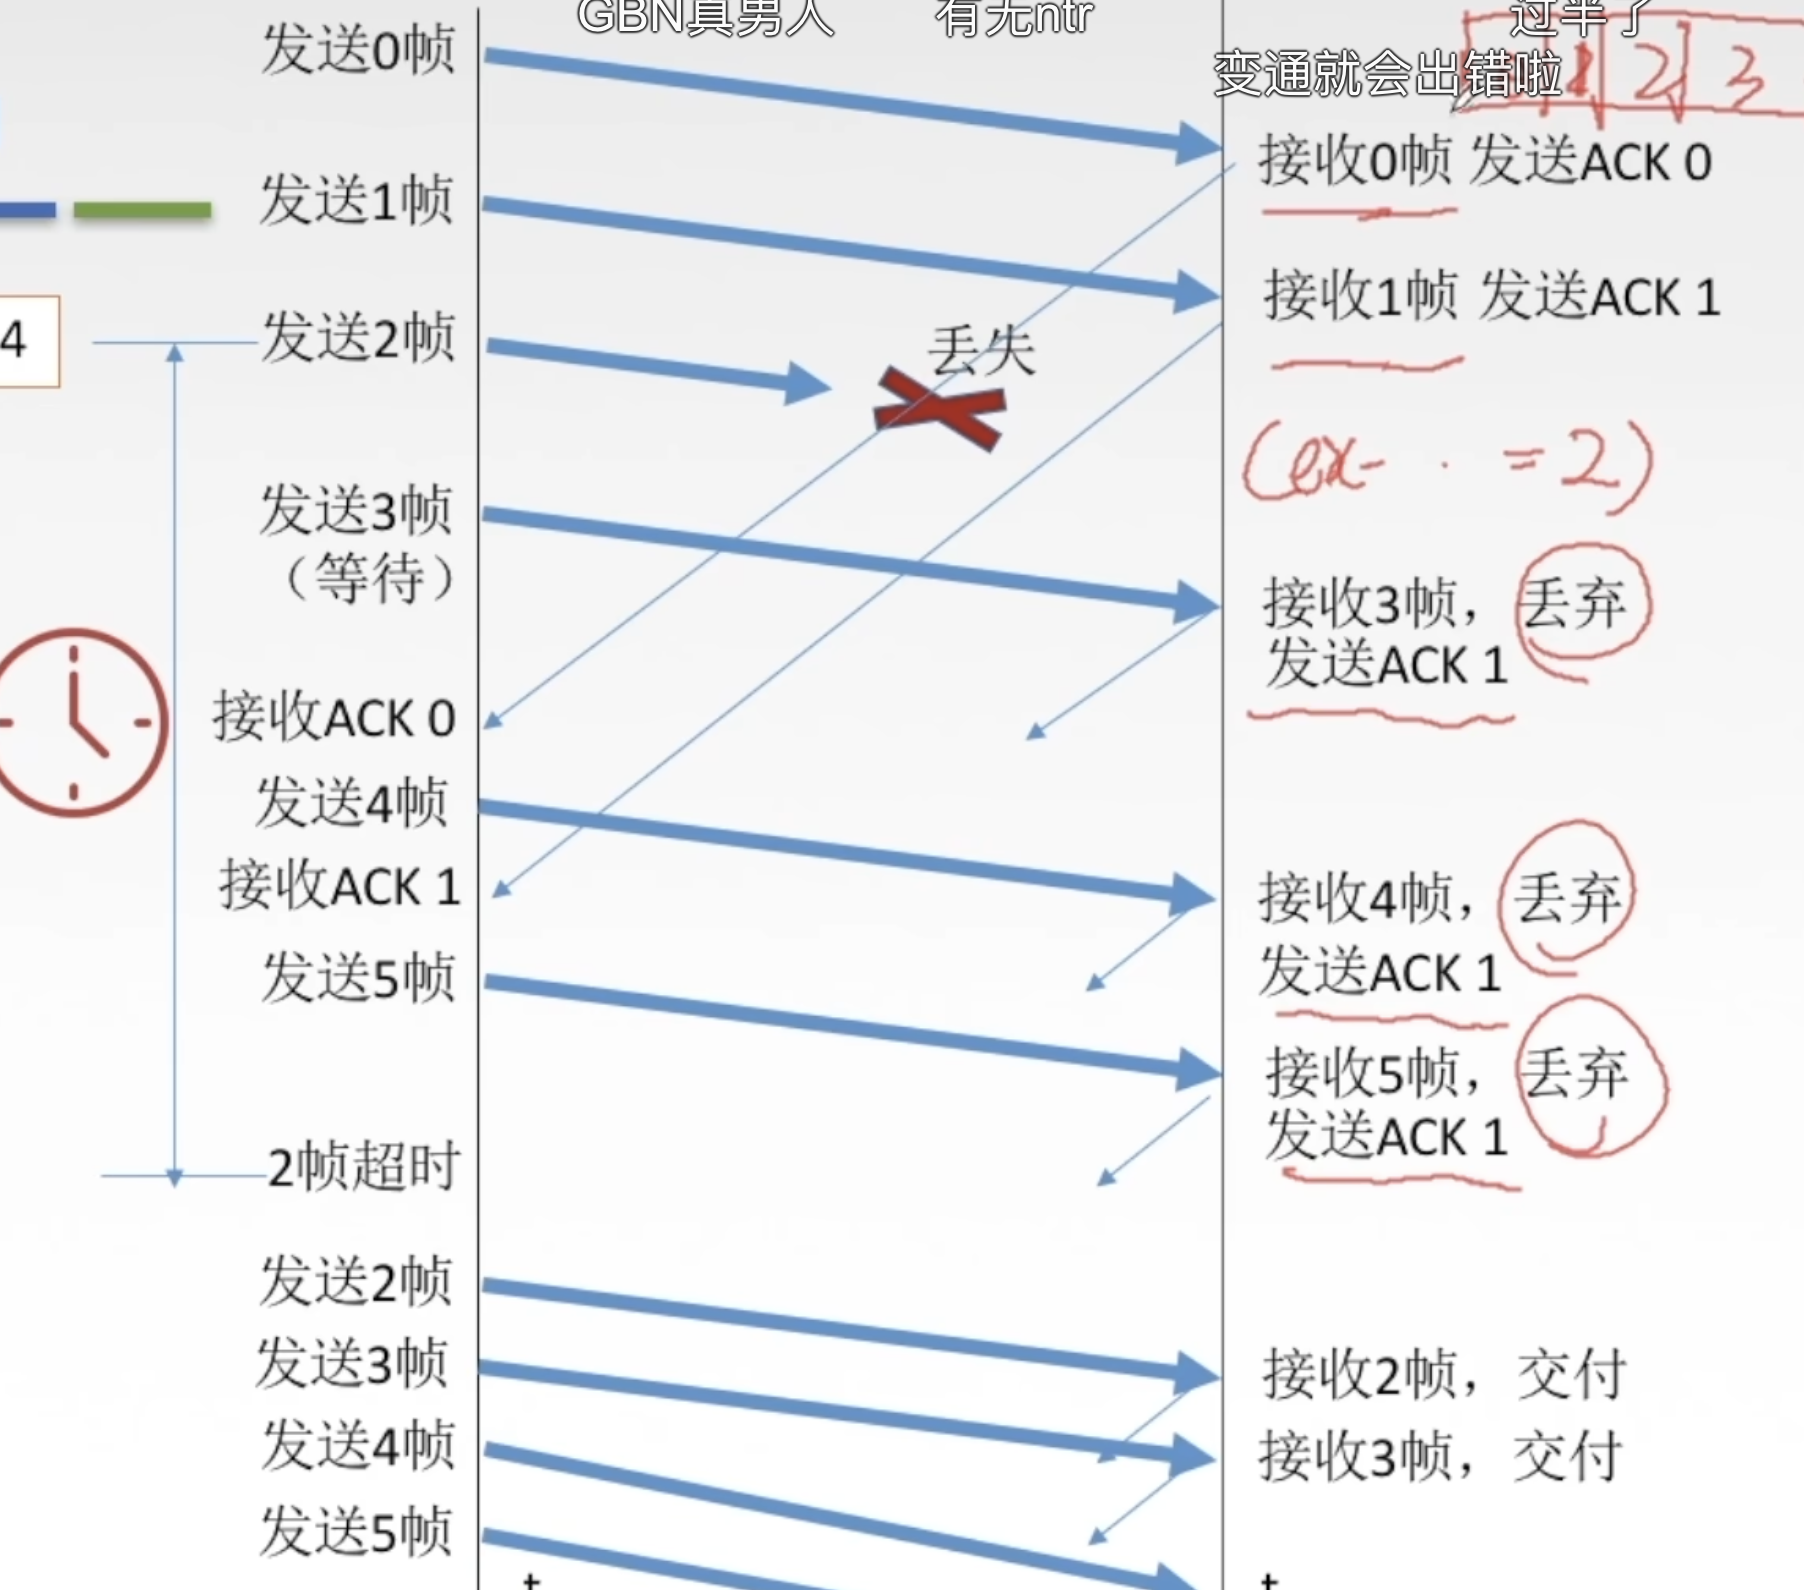 GBN真男人 有无ntr 过半了
变通就会出错啦
1 2 3
发送0帧
接收0帧 发送ACK 0
发送1帧
接收1帧 发送ACK 1
4
发送2帧
丢失
(ex- · =2)
发送3帧
（等待）
接收3帧，丢弃
发送ACK 1
接收ACK 0
发送4帧
接收ACK 1
接收4帧，丢弃
发送ACK 1
发送5帧
接收5帧，丢弃
发送ACK 1
2帧超时
发送2帧
接收2帧，交付
发送3帧
接收3帧，交付
发送4帧
发送5帧
t t